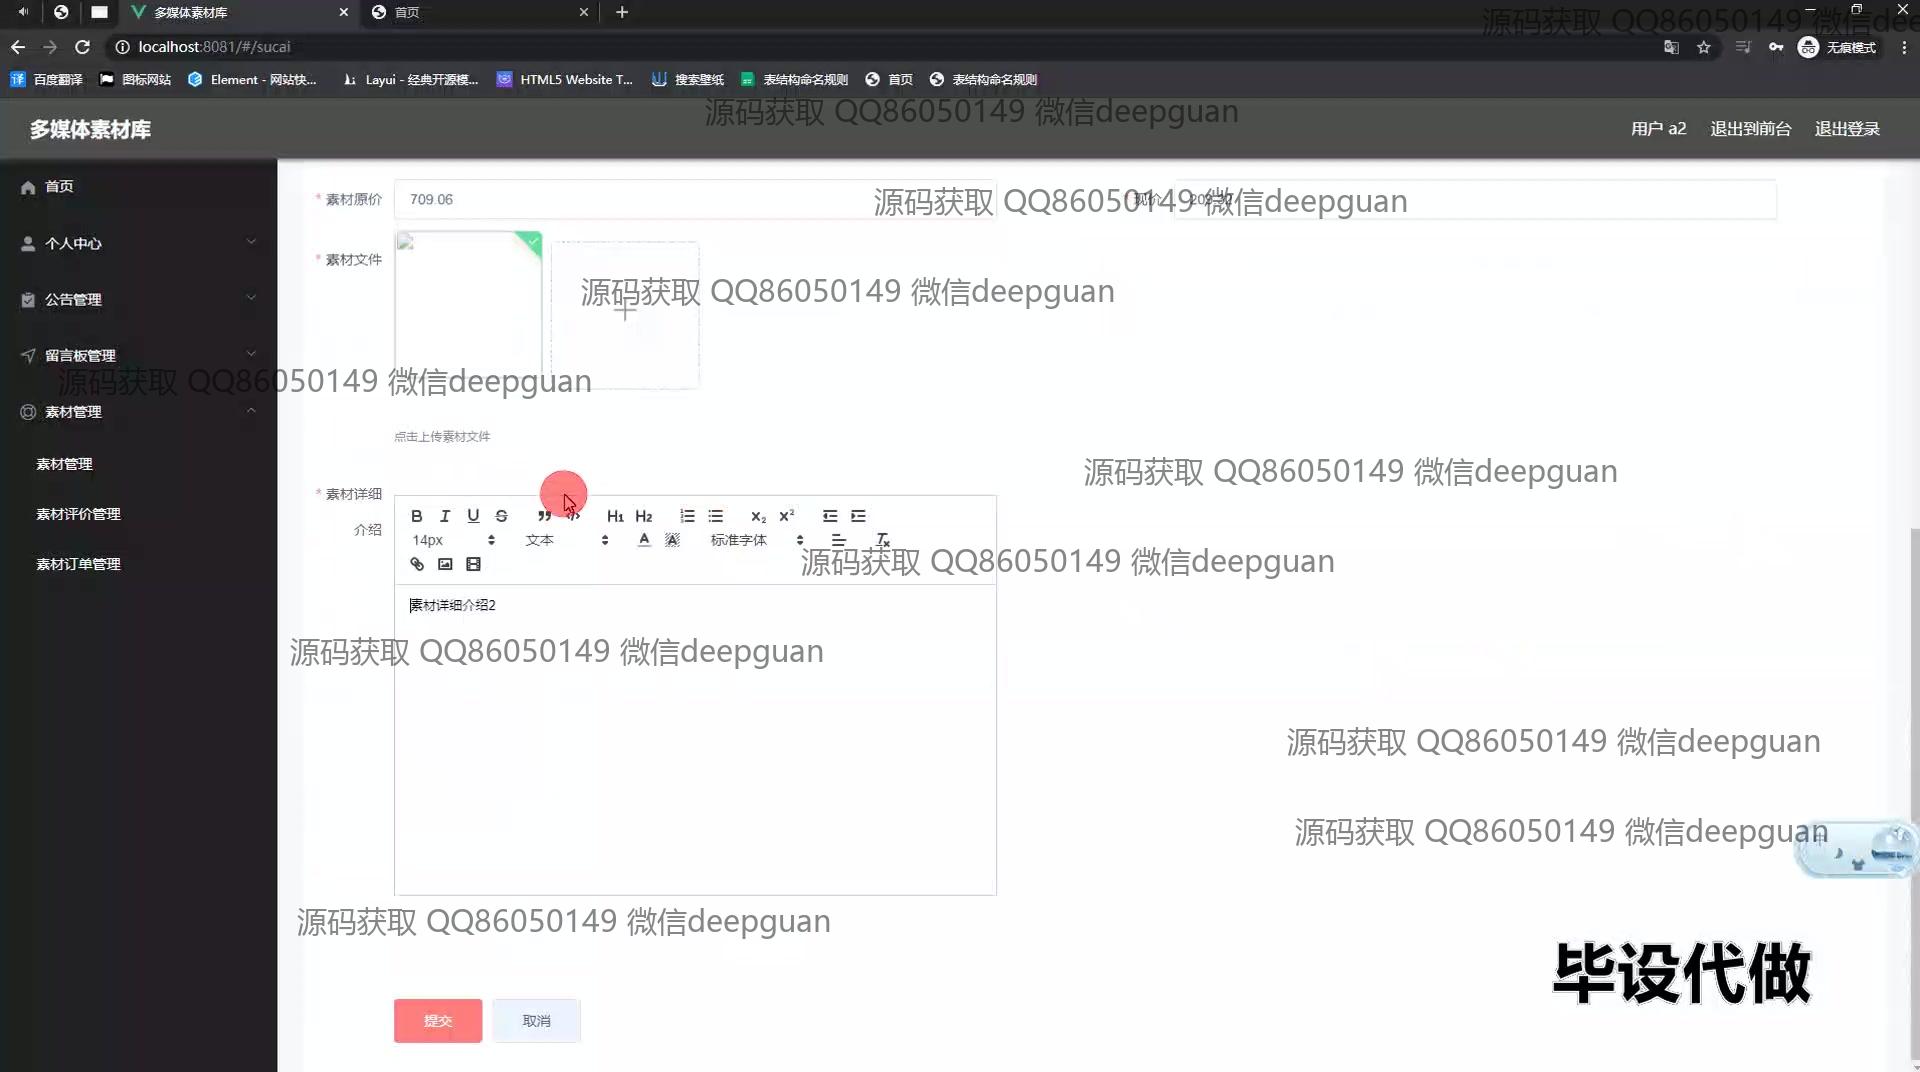 多媒体素材库
首页
源码获取 QQ86050149 微信deepguan
localhost:8081/#/sucai
无痕模式
百度翻译
图标网站
Element - 网站快...
Layui - 经典开源模...
HTML5 Website T...
搜索壁纸
表结构命名规则
首页
表结构命名规则
源码获取 QQ86050149 微信deepguan
多媒体素材库
用户 a2
退出到前台
退出登录
首页
个人中心
公告管理
留言板管理
素材管理
素材管理
素材评价管理
素材订单管理
* 素材原价
709.06
* 现价
源码获取 QQ86050149 微信deepguan
* 素材文件
源码获取 QQ86050149 微信deepguan
源码获取 QQ86050149 微信deepguan
点击上传素材文件
源码获取 QQ86050149 微信deepguan
* 素材详细
介绍
B I U S H1 H2 x2 x2
14px 文本 A A 标准字体 Tx
源码获取 QQ86050149 微信deepguan
素材详细介绍2
源码获取 QQ86050149 微信deepguan
源码获取 QQ86050149 微信deepguan
源码获取 QQ86050149 微信deepguan
源码获取 QQ86050149 微信deepguan
毕设代做
提交
取消